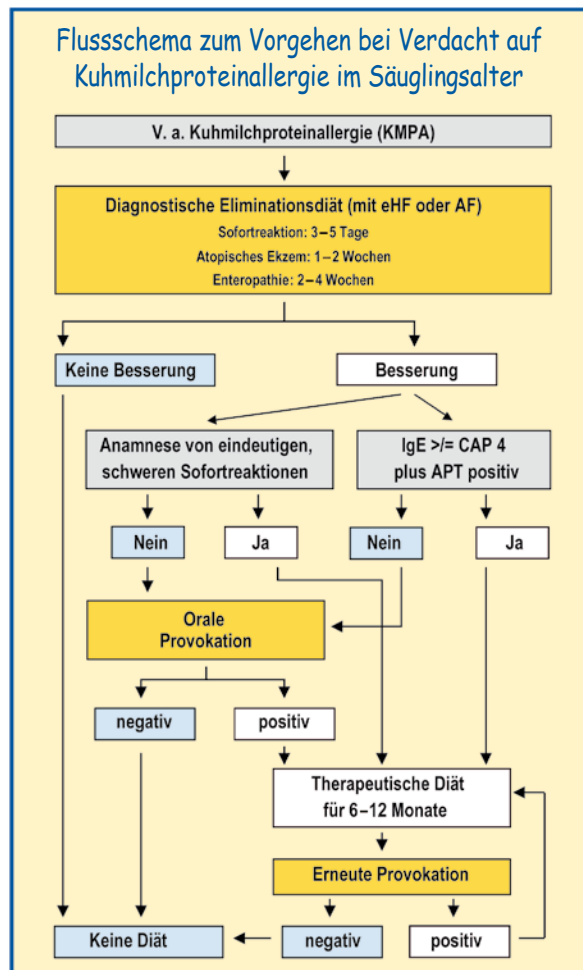 Flussschema zum Vorgehen bei Verdacht auf
Kuhmilchproteinallergie im Säuglingsalter
V. a. Kuhmilchproteinallergie (KMPA)
Diagnostische Eliminationsdiät (mit eHF oder AF)
Sofortreaktion: 3–5 Tage
Atopisches Ekzem: 1–2 Wochen
Enteropathie: 2–4 Wochen
Keine Besserung
Besserung
Anamnese von eindeutigen,
schweren Sofortreaktionen
IgE >/= CAP 4
plus APT positiv
Nein
Ja
Nein
Ja
Orale
Provokation
negativ
positiv
Therapeutische Diät
für 6–12 Monate
Erneute Provokation
Keine Diät
negativ
positiv